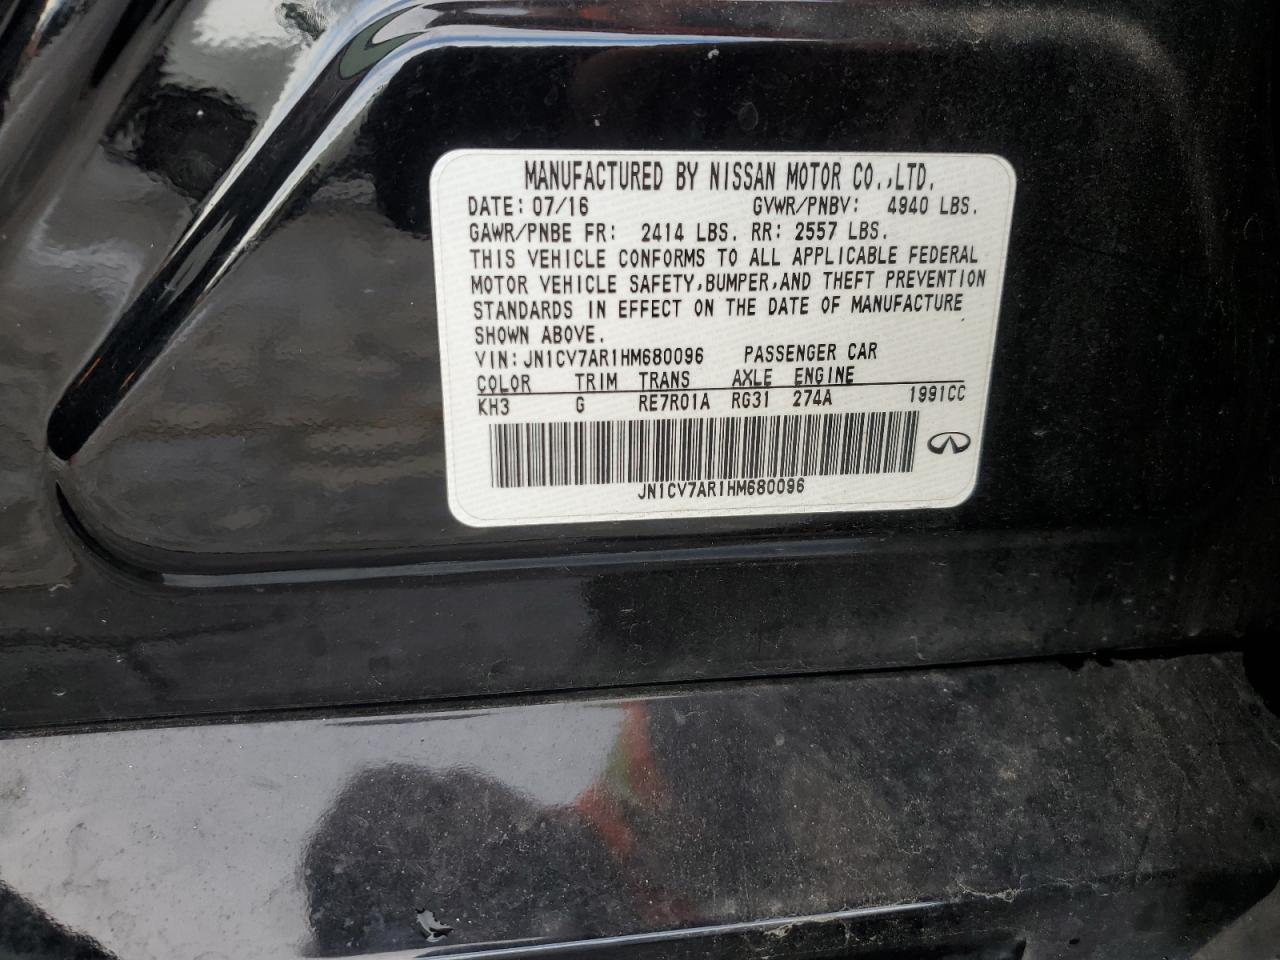 MANUFACTURED BY NISSAN MOTOR CO.,LTD.
DATE: 07/16 GVWR/PNBV: 4940 LBS.
GAWR/PNBE FR: 2414 LBS. RR: 2557 LBS.
THIS VEHICLE CONFORMS TO ALL APPLICABLE FEDERAL
MOTOR VEHICLE SAFETY,BUMPER,AND THEFT PREVENTION
STANDARDS IN EFFECT ON THE DATE OF MANUFACTURE
SHOWN ABOVE.
VIN:JN1CV7AR1HM680096 PASSENGER CAR
COLOR TRIM TRANS AXLE ENGINE
KH3 G RE7R01A RG31 274A 1991CC
JN1CV7AR1HM680096